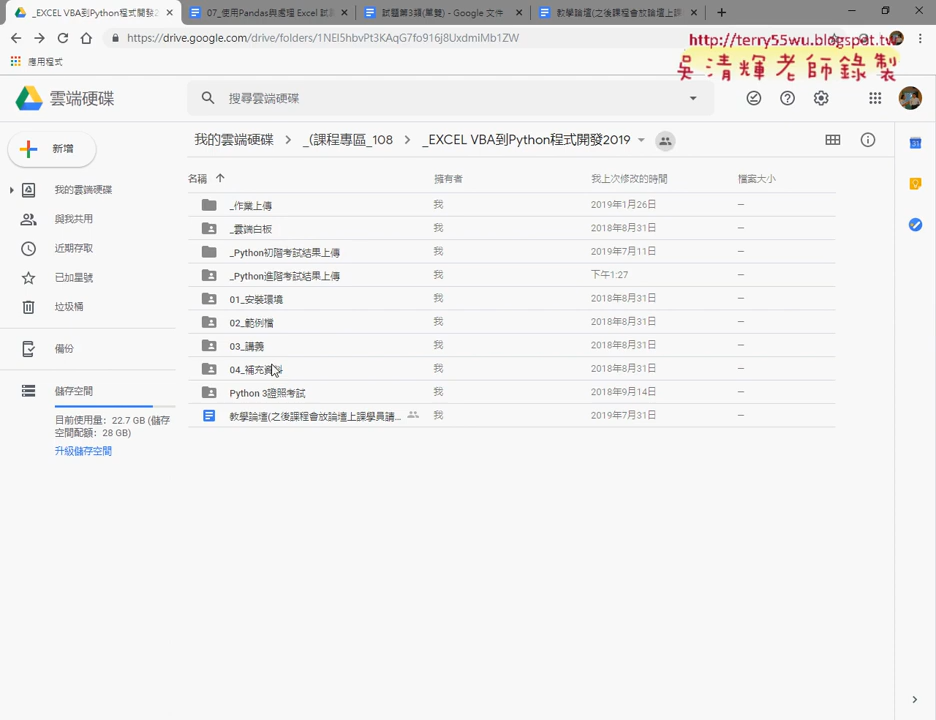 _EXCEL VBA到Python程式開發2
07_使用Pandas與處理 Excel 試算
試題第3類(萬雙) - Google 文件
教學論壇(之後課程會放論壇上課
https://drive.google.com/drive/folders/1NEI5hbvPt3KAqG7fo916j8UxdmiMb1ZW
http://terry55wu.blogspot.tw
應用程式
吳清輝老師錄製
雲端硬碟
搜尋雲端硬碟
新增
我的雲端硬碟 > _(課程專區_108 > _EXCEL VBA到Python程式開發2019
名稱 擁有者 我上次修改的時間 檔案大小
我的雲端硬碟
與我共用
近期存取
已加星號
垃圾桶
備份
儲存空間
目前使用量：22.7 GB (儲存
空間配額：28 GB)
升級儲存空間
_作業上傳 我 2019年1月26日 —
_雲端白板 我 2018年8月31日 —
_Python初階考試結果上傳 我 2019年7月11日 —
_Python進階考試結果上傳 我 下午1:27 —
01_安裝環境 我 2018年8月31日 —
02_範例檔 我 2018年8月31日 —
03_講義 我 2018年8月31日 —
04_補充資料 我 2018年8月31日 —
Python 3證照考試 我 2018年9月14日 —
教學論壇(之後課程會放論壇上課學員請... 我 2019年7月31日 —